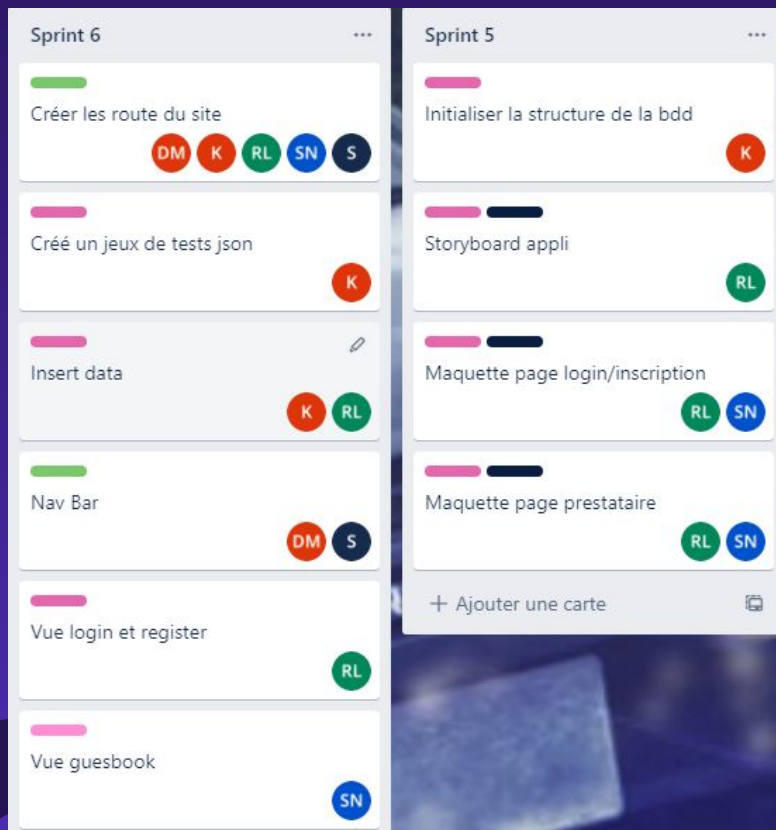 Sprint 6
Créer les route du site
DM K RL SN S
Créé un jeux de tests json
K
Insert data
K RL
Nav Bar
DM S
Vue login et register
RL
Vue guesbook
SN
Sprint 5
Initialiser la structure de la bdd
K
Storyboard appli
RL
Maquette page login/inscription
RL SN
Maquette page prestataire
RL SN
+ Ajouter une carte